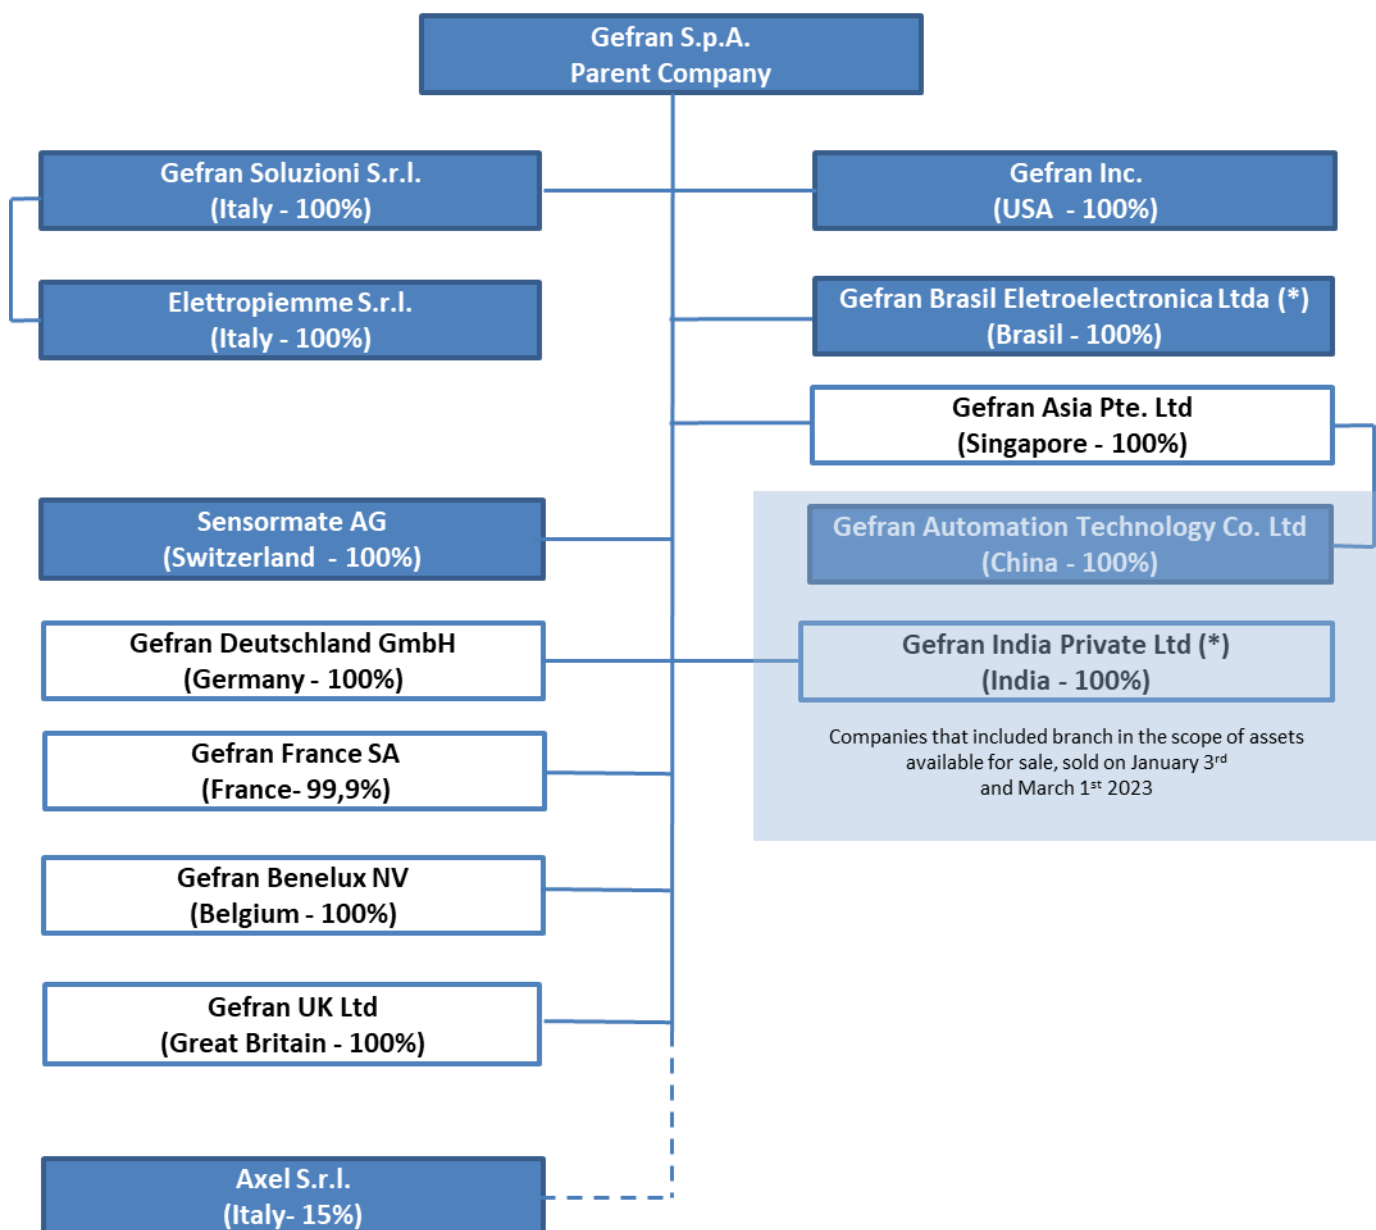 Gefran S.p.A.
Parent Company
Gefran Soluzioni S.r.l.
(Italy - 100%)
Gefran Inc.
(USA - 100%)
Elettropiemme S.r.l.
(Italy - 100%)
Gefran Brasil Eletroelectronica Ltda (*)
(Brasil - 100%)
Gefran Asia Pte. Ltd
(Singapore - 100%)
Sensormate AG
(Switzerland - 100%)
Gefran Automation Technology Co. Ltd
(China - 100%)
Gefran Deutschland GmbH
(Germany - 100%)
Gefran India Private Ltd (*)
(India - 100%)
Companies that included branch in the scope of assets
available for sale, sold on January 3rd
and March 1st 2023
Gefran France SA
(France- 99,9%)
Gefran Benelux NV
(Belgium - 100%)
Gefran UK Ltd
(Great Britain - 100%)
Axel S.r.l.
(Italy- 15%)